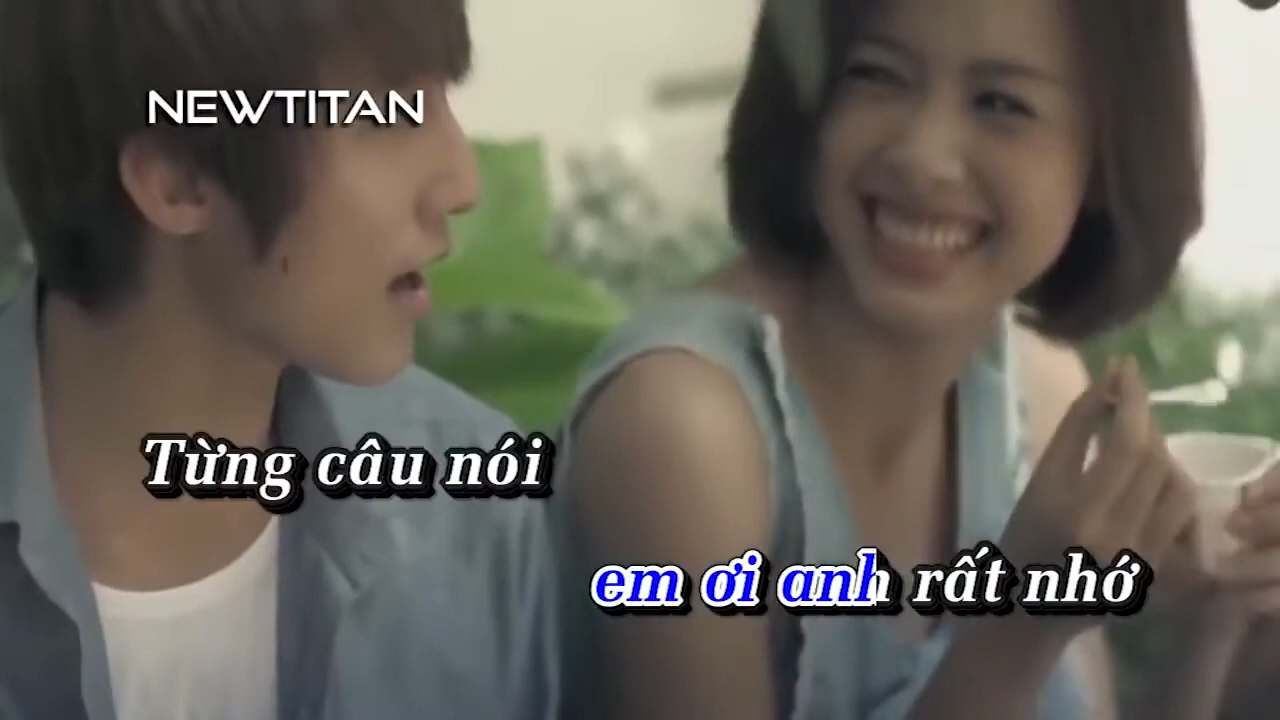 NEWTITAN
Từng câu nói
em ơi anh rất nhớ